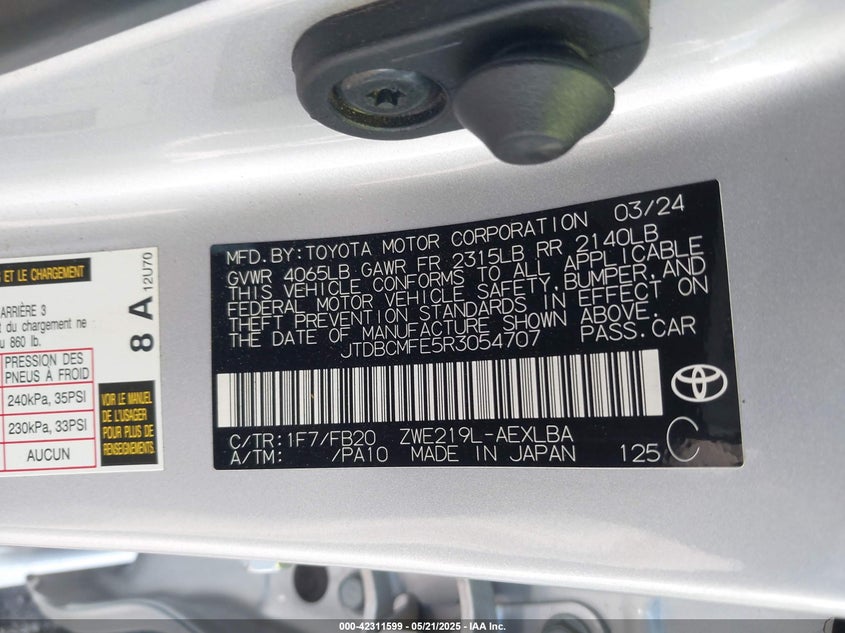 S ET LE CHARGEMENT
ARRIÈRE 3
t du chargement ne
u 860 lb.
PRESSION DES
PNEUS À FROID
240kPa, 35PSI
230kPa, 33PSI
AUCUN
8 A 12U70
VOIR LE MANUEL
DE L'USAGER
POUR PLUS DE
RENSEIGNEMENTS
MFD. BY: TOYOTA MOTOR CORPORATION 03/24
GVWR 4065LB GAWR FR 2315LB RR 2140LB
THIS VEHICLE CONFORMS TO ALL APPLICABLE
FEDERAL MOTOR VEHICLE SAFETY, BUMPER, AND
THEFT PREVENTION STANDARDS IN EFFECT ON
THE DATE OF MANUFACTURE SHOWN ABOVE.
JTDBCMFE5R3054707 PASS. CAR
C/TR: 1F7/FB20 ZWE219L-AEXLBA
A/TM: /PA10 MADE IN JAPAN 125 C
000-42311599 - 05/21/2025 - IAA Inc.